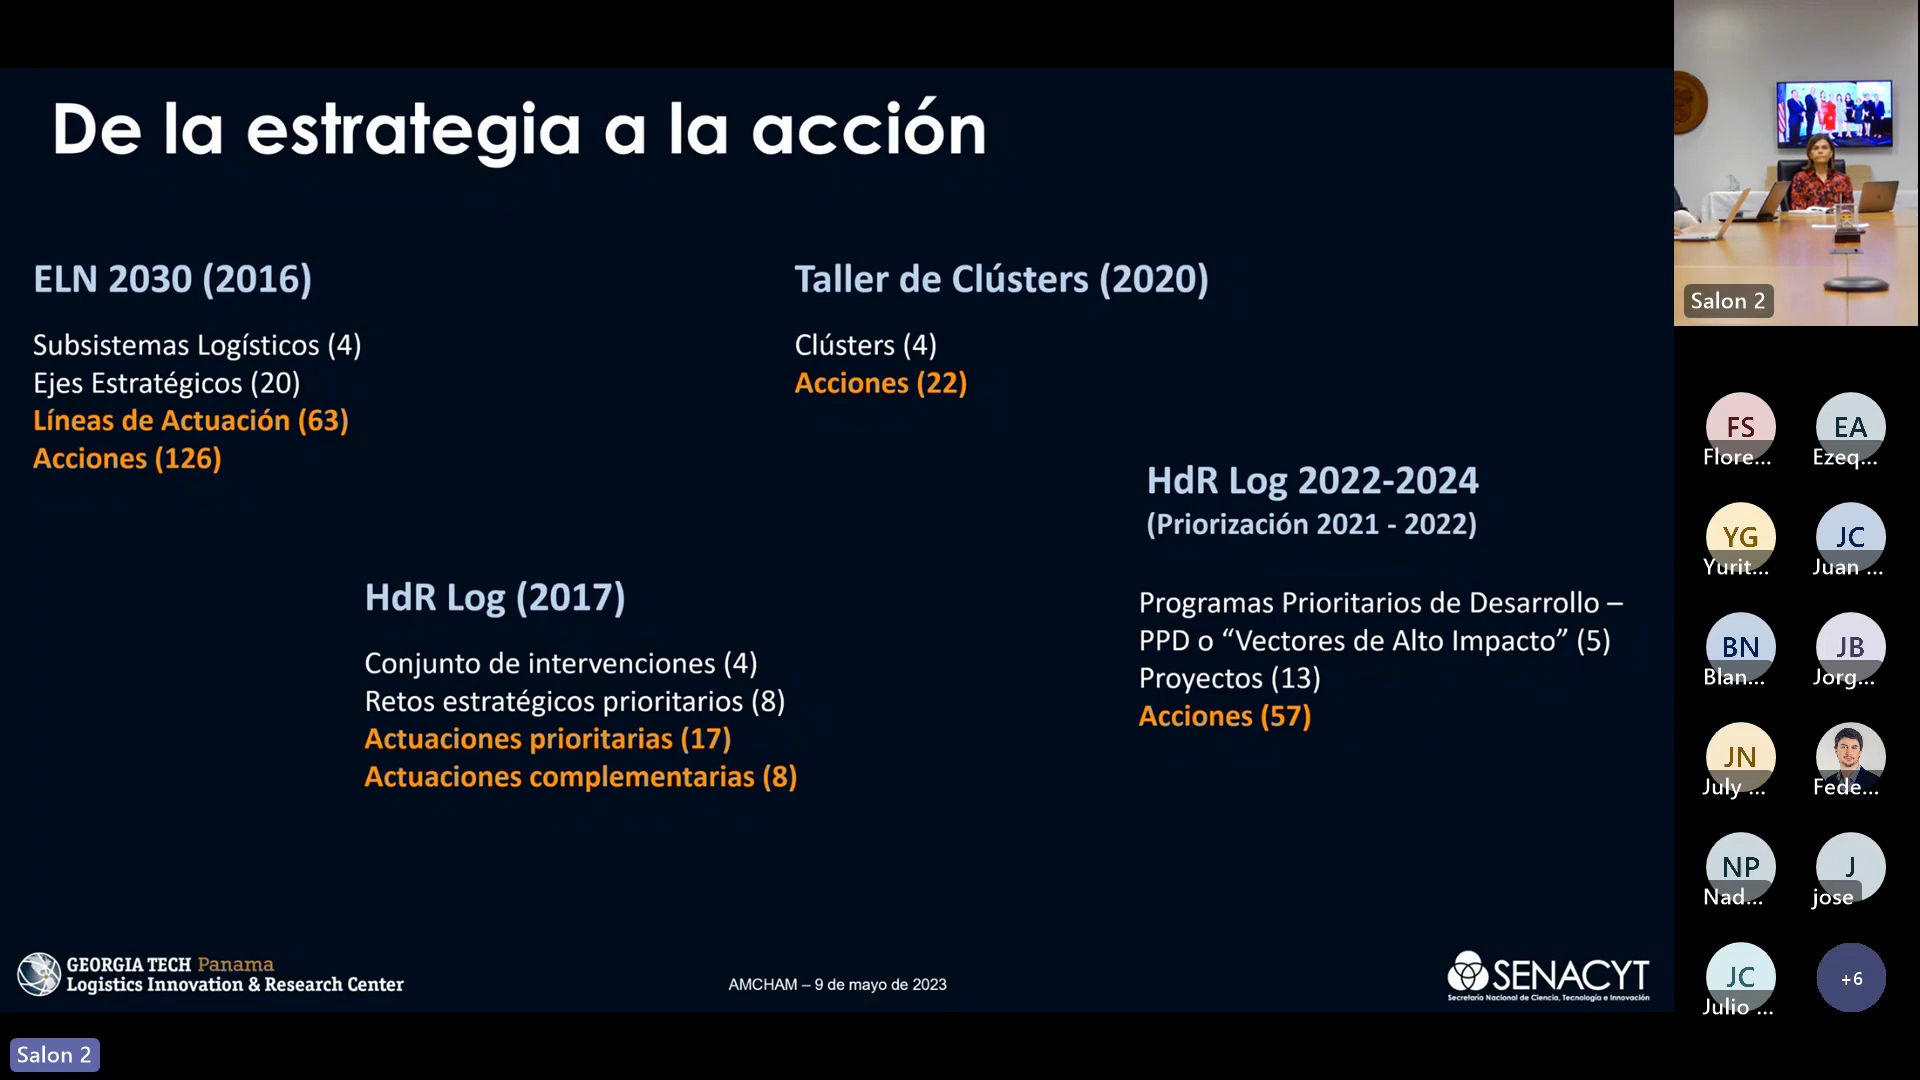 De la estrategia a la acción
ELN 2030 (2016)
Subsistemas Logísticos (4)
Ejes Estratégicos (20)
Líneas de Actuación (63)
Acciones (126)
Taller de Clústers (2020)
Clústers (4)
Acciones (22)
HdR Log (2017)
Conjunto de intervenciones (4)
Retos estratégicos prioritarios (8)
Actuaciones prioritarias (17)
Actuaciones complementarias (8)
HdR Log 2022-2024
(Priorización 2021 - 2022)
Programas Prioritarios de Desarrollo –
PPD o “Vectores de Alto Impacto” (5)
Proyectos (13)
Acciones (57)
GEORGIA TECH Panama
Logistics Innovation & Research Center
AMCHAM – 9 de mayo de 2023
SENACYT
Secretaría Nacional de Ciencia, Tecnología e Innovación
Salon 2
Salon 2
FS
Flore...
EA
Ezeq...
YG
Yurit...
JC
Juan ...
BN
Blan...
JB
Jorg...
JN
July ...
Fede...
NP
Nad...
J
jose
JC
Julio ...
+6